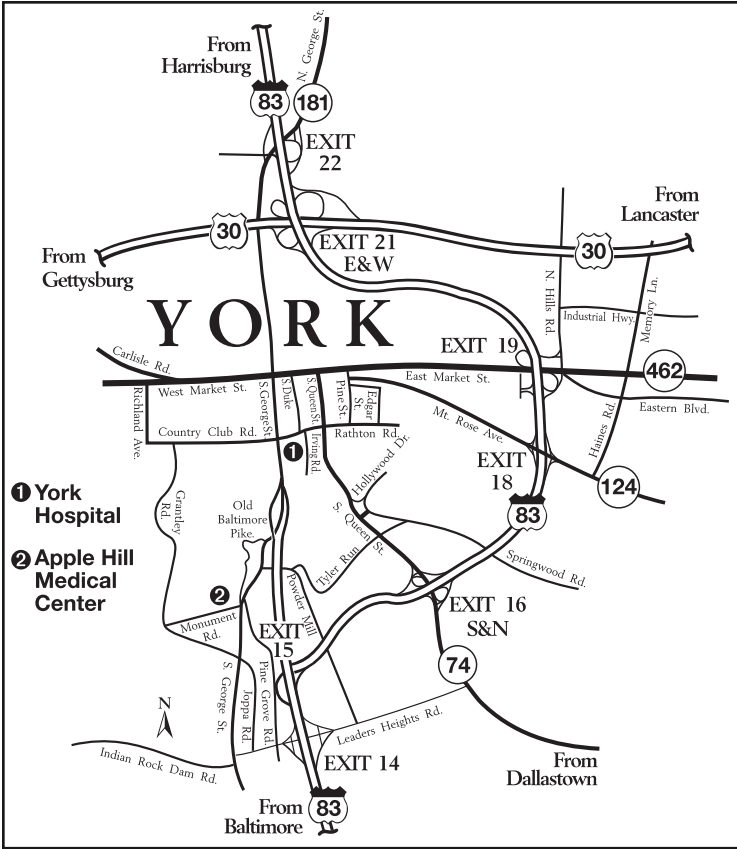 From
Harrisburg
N. George St.
83
181
EXIT
22
From
Lancaster
30
30
From
Gettysburg
EXIT 21
E&W
N. Hills Rd.
Memory Ln.
Industrial Hwy.
YORK
EXIT 19
Carlisle Rd.
462
West Market St.
East Market St.
Eastern Blvd.
Richland Ave.
S. George St.
S. Duke
S. Queen St.
Pine St.
Edgar St.
Mt. Rose Ave.
Haines Rd.
Country Club Rd.
Rathton Rd.
Irving Rd.
1
Hollywood Dr.
EXIT
18
124
1 York
Hospital
Grantley
Rd.
Old
Baltimore
Pike.
83
S. Queen St.
2 Apple Hill
Medical
Center
Tyler Run
Springwood Rd.
2
Powder Mill
EXIT 16
S&N
Monument
Rd.
EXIT
15
74
S. George St.
Joppa Rd.
Pine Grove Rd.
N
Leaders Heights Rd.
Indian Rock Dam Rd.
EXIT 14
From
Dallastown
From
Baltimore
83